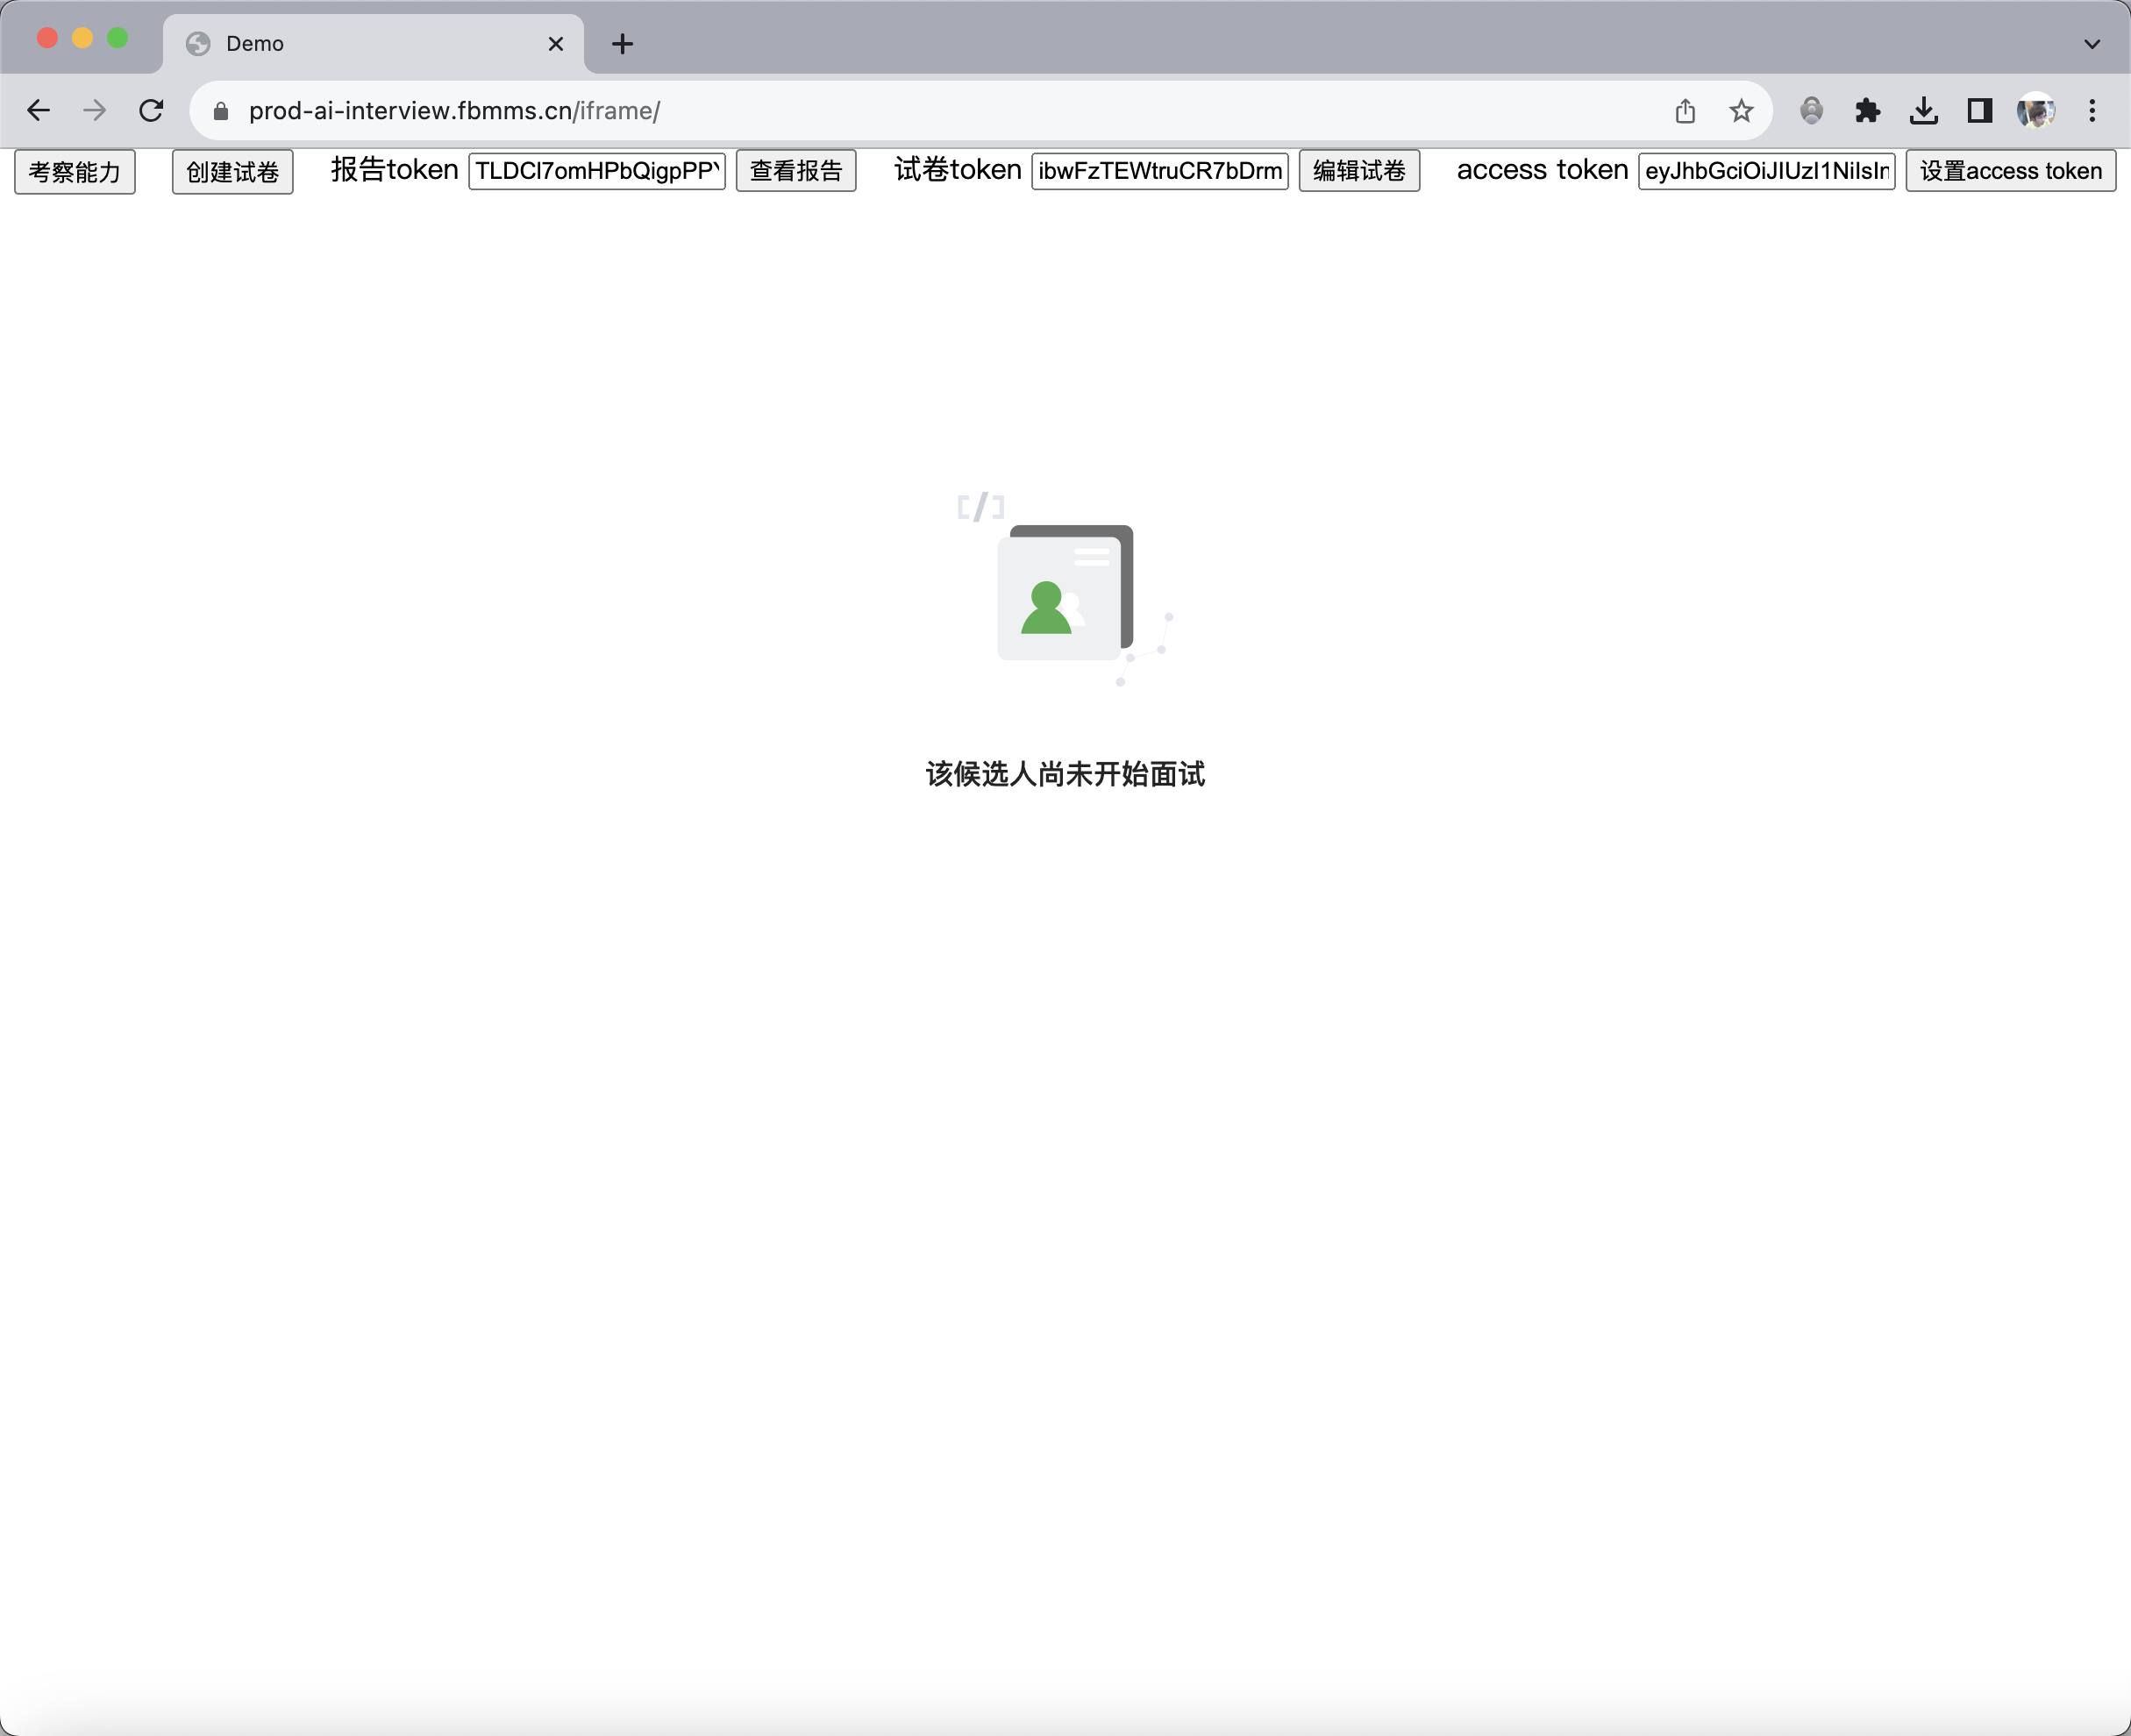 Demo
prod-ai-interview.fbmms.cn/iframe/
考察能力 创建试卷 报告token TLDCl7omHPbQigpPPY 查看报告 试卷token ibwFzTEWtruCR7bDrm 编辑试卷 access token eyJhbGciOiJIUzI1NiIsIn 设置access token
[/]
该候选人尚未开始面试